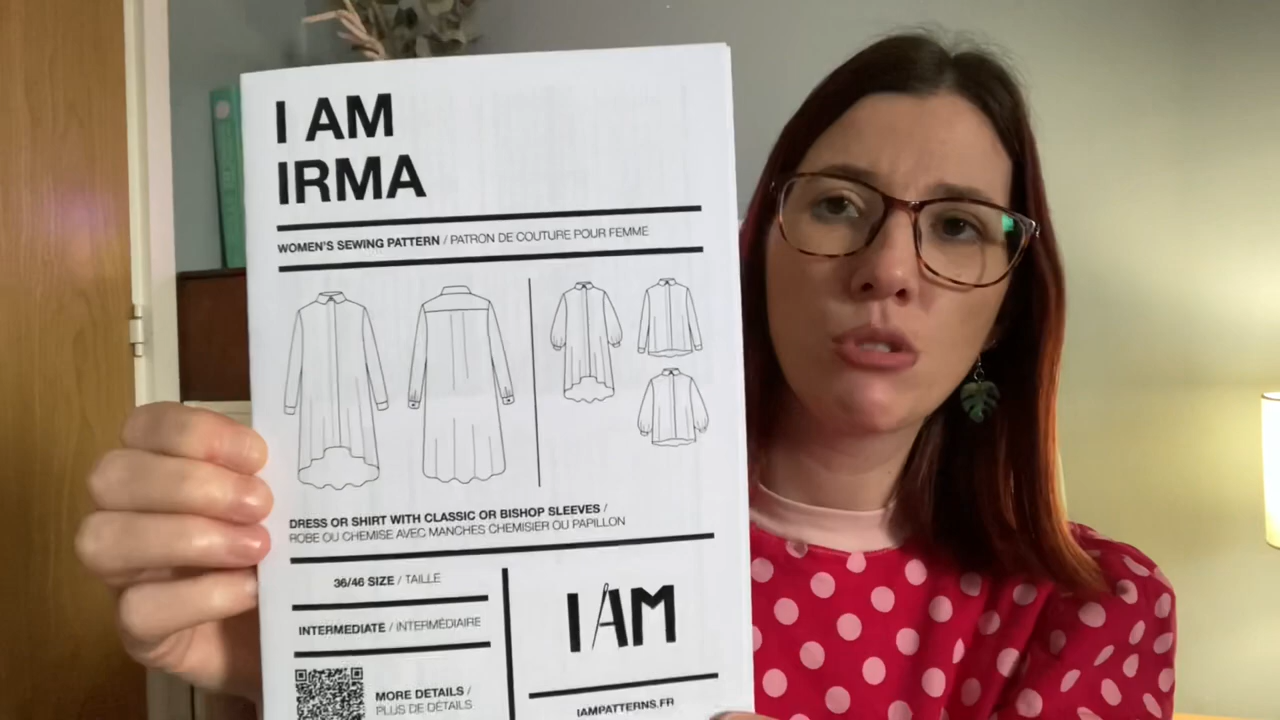 I AM
IRMA
WOMEN'S SEWING PATTERN / PATRON DE COUTURE POUR FEMME
DRESS OR SHIRT WITH CLASSIC OR BISHOP SLEEVES /
ROBE OU CHEMISE AVEC MANCHES CHEMISIER OU PAPILLON
36/46 SIZE / TAILLE
INTERMEDIATE / INTERMÉDIAIRE
MORE DETAILS /
PLUS DE DÉTAILS
I AM
IAMPATTERNS.FR